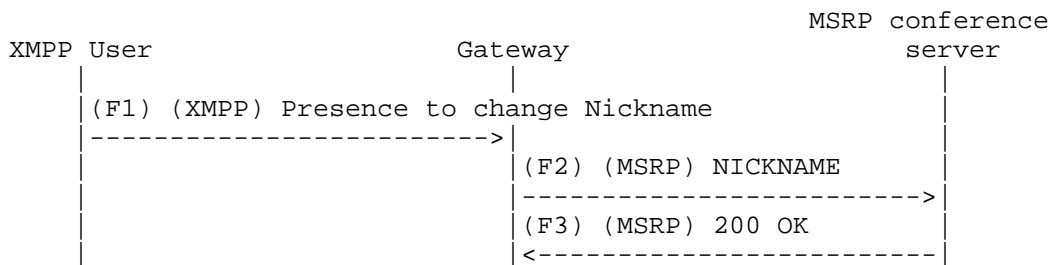 MSRP conference
XMPP User Gateway server
(F1) (XMPP) Presence to change Nickname
(F2) (MSRP) NICKNAME
(F3) (MSRP) 200 OK